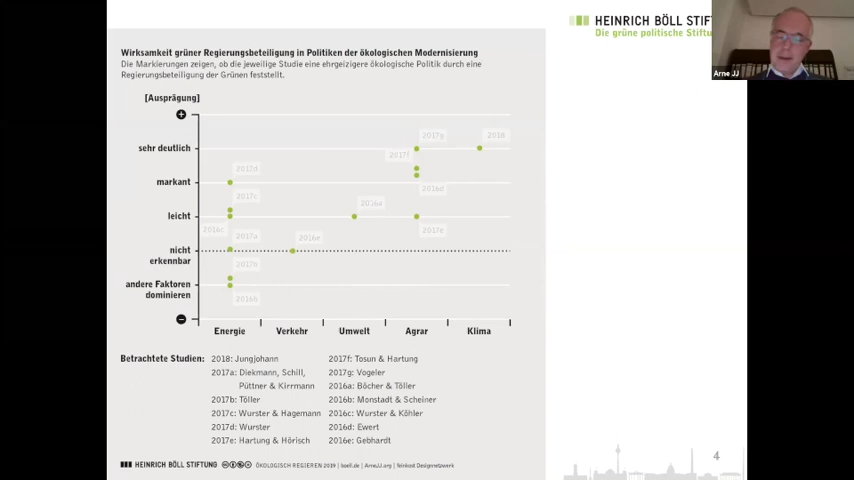 HEINRICH BÖLL STIF
Die grüne politische Stiftu
Arne JJ
Wirksamkeit grüner Regierungsbeteiligung in Politiken der ökologischen Modernisierung
Die Markierungen zeigen, ob die jeweilige Studie eine ehrgeizigere ökologische Politik durch eine
Regierungsbeteiligung der Grünen feststellt.
[Ausprägung]
+
2017g
2018
sehr deutlich
2017f
2017d
markant
2016d
2017c
2016a
leicht
2016c
2017a
2016e
2017e
nicht
erkennbar
2017b
andere Faktoren
dominieren
2016b
−
Energie Verkehr Umwelt Agrar Klima
Betrachtete Studien:
2018: Jungjohann
2017a: Diekmann, Schill,
Püttner & Kirrmann
2017b: Töller
2017c: Wurster & Hagemann
2017d: Wurster
2017e: Hartung & Hörisch
2017f: Tosun & Hartung
2017g: Vogeler
2016a: Böcher & Töller
2016b: Monstadt & Scheiner
2016c: Wurster & Köhler
2016d: Ewert
2016e: Gebhardt
HEINRICH BÖLL STIFTUNG ÖKOLOGISCH REGIEREN 2019 | boell.de | ArneJJ.org | feinkost Designnetzwerk
4